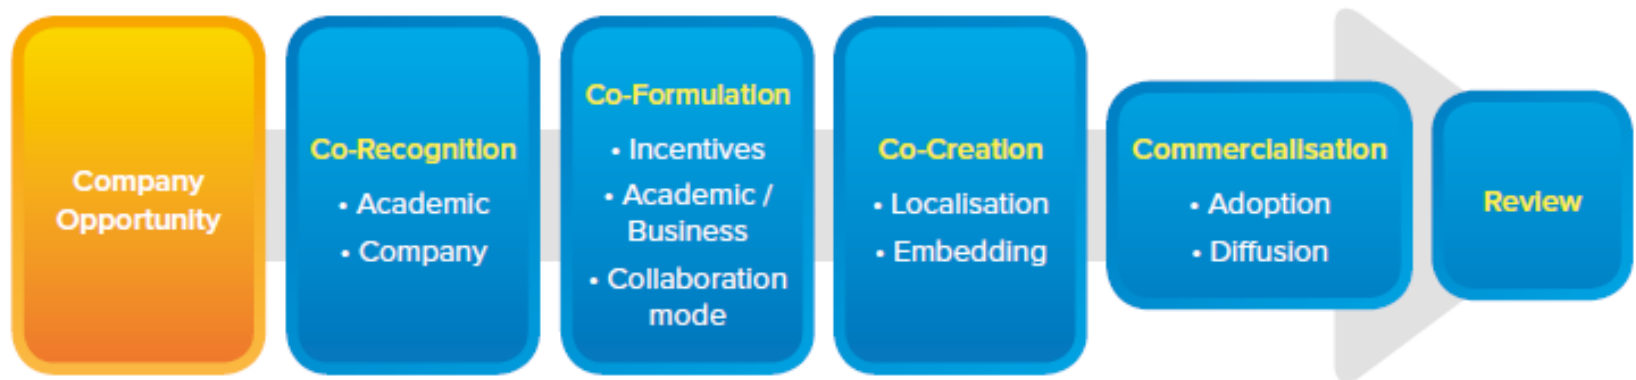 Company
Opportunity
Co-Recognition
• Academic
• Company
Co-Formulation
• Incentives
• Academic /
Business
• Collaboration
mode
Co-Creation
• Localisation
• Embedding
Commercialisation
• Adoption
• Diffusion
Review